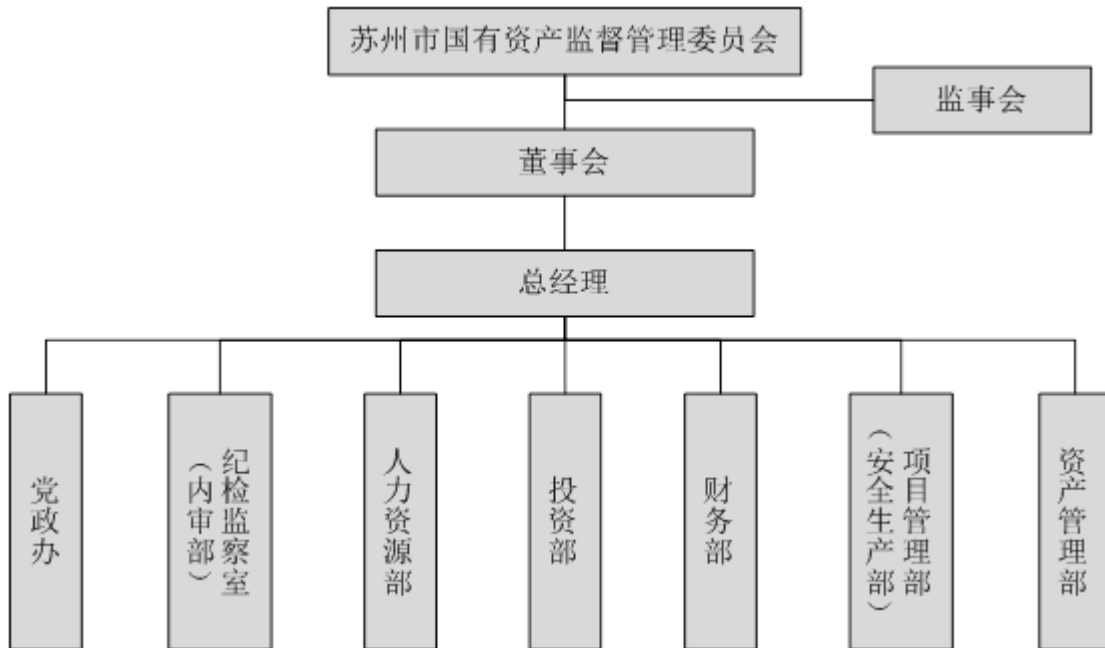 苏州市国有资产监督管理委员会
监事会
董事会
总经理
党政办
纪检监察室
（内审部）
人力资源部
投资部
财务部
项目管理部
（安全生产部）
资产管理部